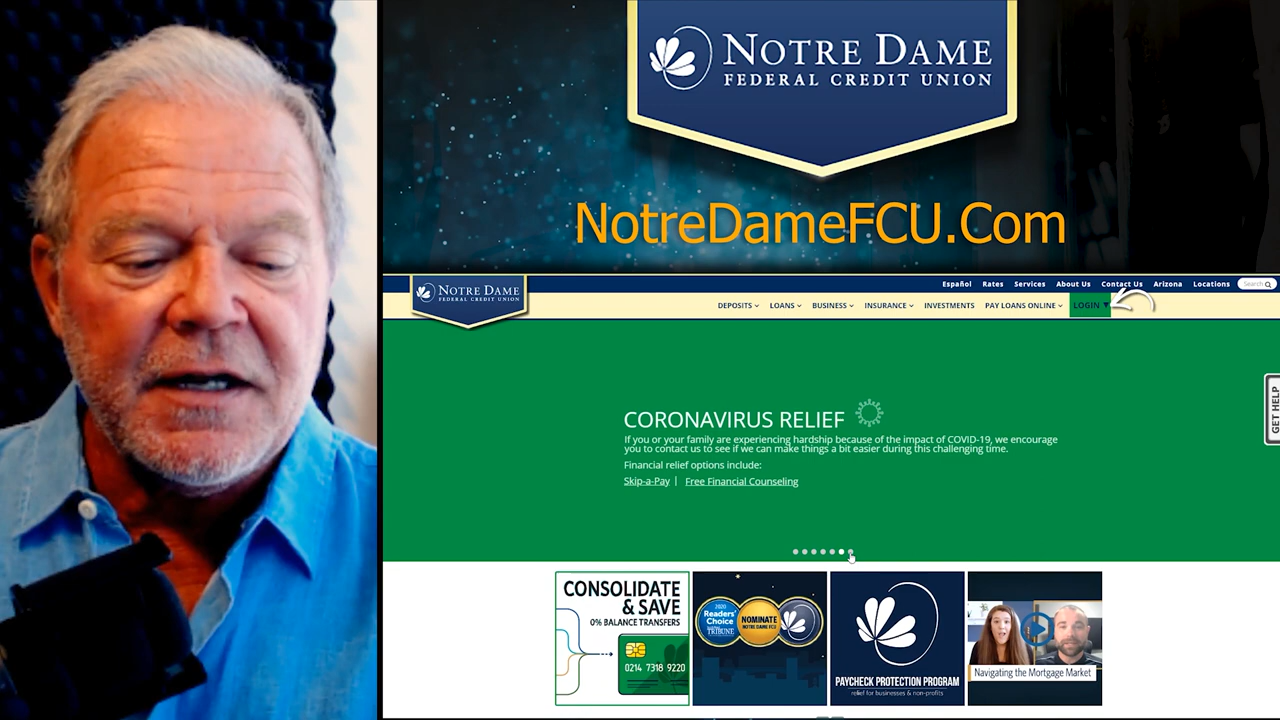 NOTRE DAME
FEDERAL CREDIT UNION
NotreDameFCU.Com
NOTRE DAME
FEDERAL CREDIT UNION
Español Rates Services About Us Contact Us Arizona Locations Search
DEPOSITS LOANS BUSINESS INSURANCE INVESTMENTS PAY LOANS ONLINE LOGIN
GET HELP
CORONAVIRUS RELIEF
If you or your family are experiencing hardship because of the impact of COVID-19, we encourage
you to contact us to see if we can make things a bit easier during this challenging time.
Financial relief options include:
Skip-a-Pay | Free Financial Counseling
CONSOLIDATE
& SAVE
0% BALANCE TRANSFERS
0214 7318 9220
2020
Readers'
Choice
TRIBUNE
NOMINATE
NOTRE DAME FCU
PAYCHECK PROTECTION PROGRAM
relief for businesses & non-profits
Navigating the Mortgage Market